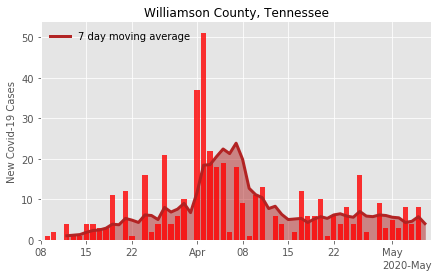 Williamson County, Tennessee
7 day moving average
New Covid-19 Cases
50
40
30
20
10
0
08
15
22
Apr
08
15
22
May
2020-May